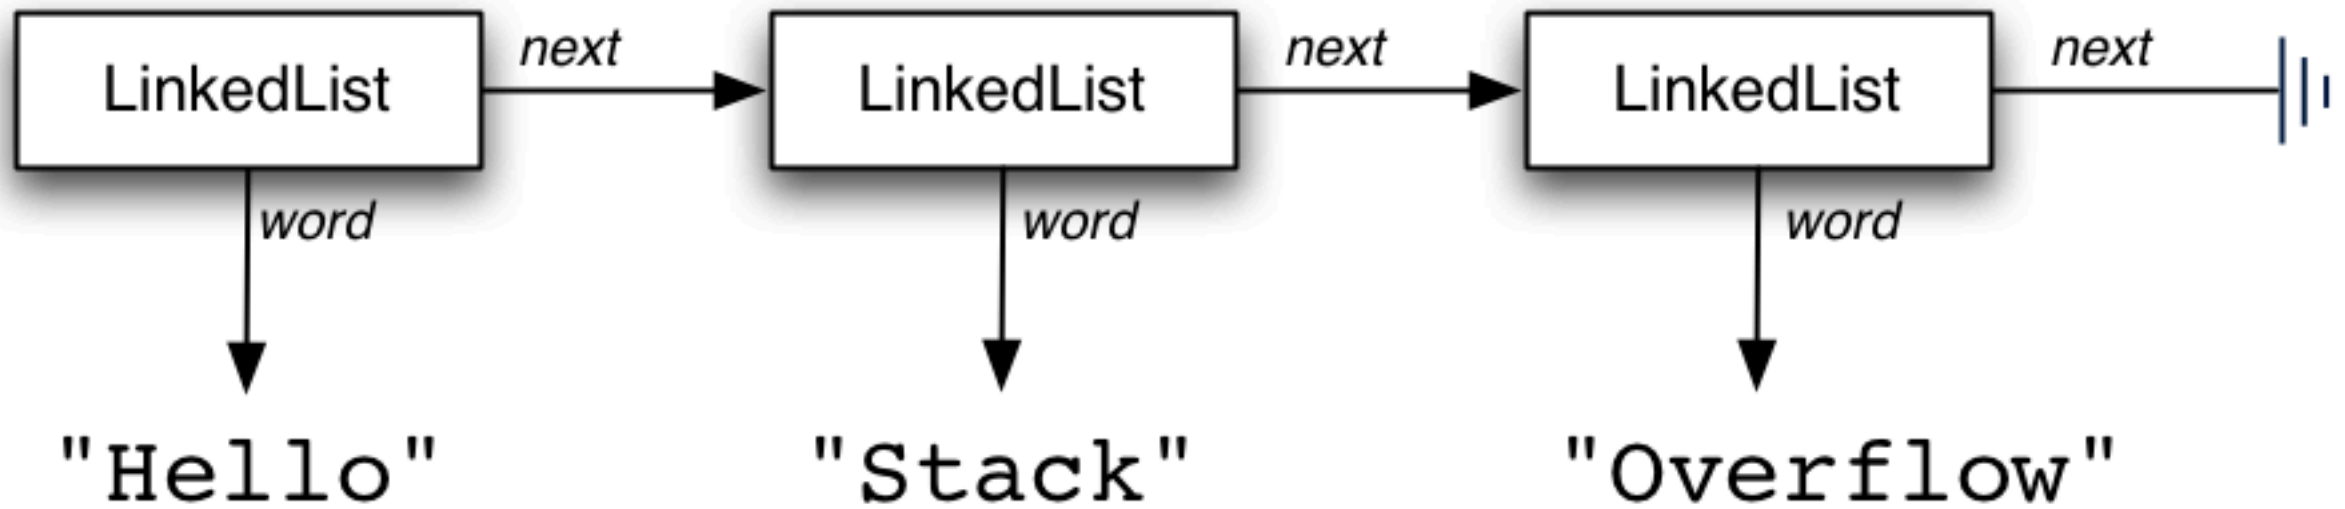 LinkedList next LinkedList next LinkedList next
word word word
"Hello" "Stack" "Overflow"